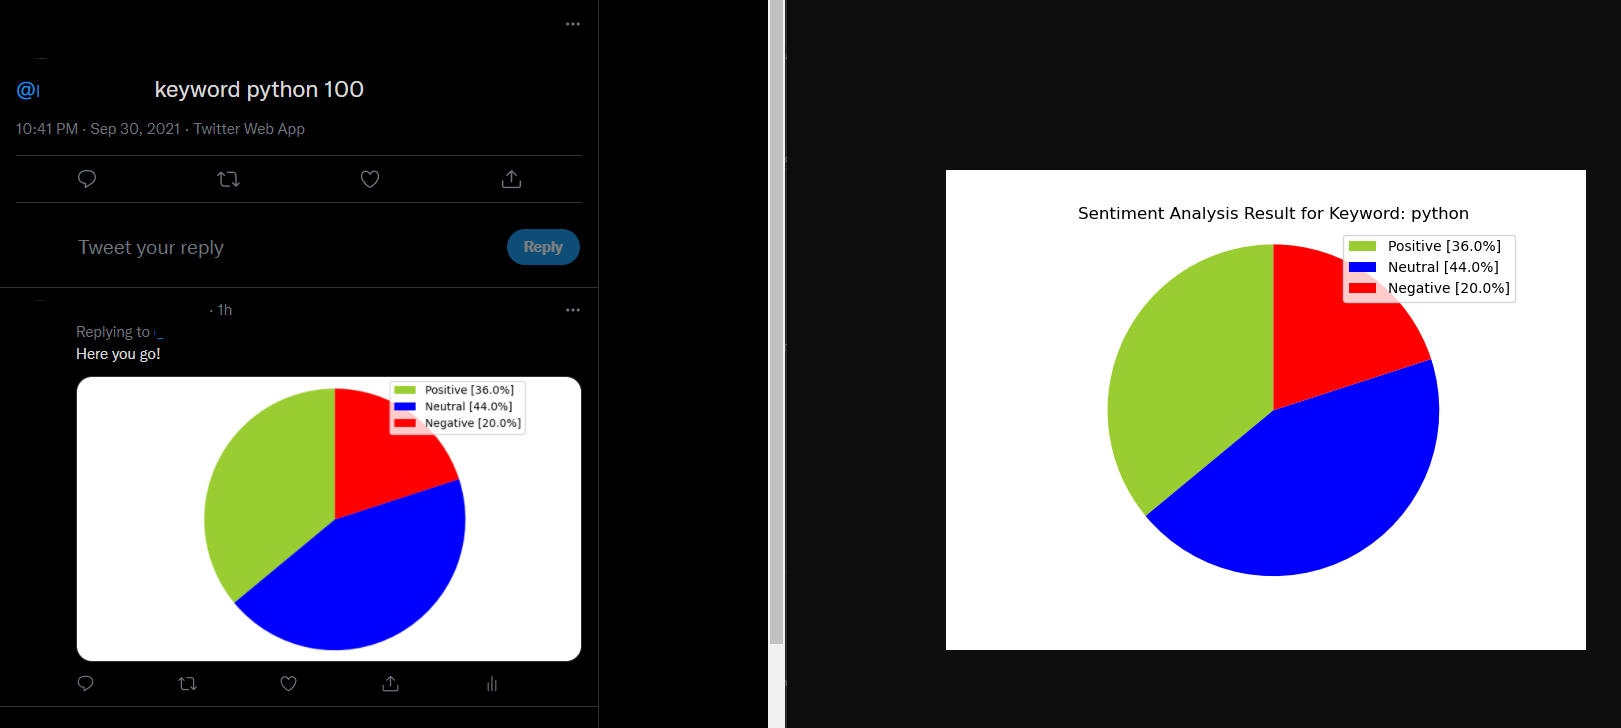 keyword python 100
10:41 PM · Sep 30, 2021 · Twitter Web App
Tweet your reply
Reply
· 1h
Replying to
Here you go!
Positive [36.0%]
Neutral [44.0%]
Negative [20.0%]
Sentiment Analysis Result for Keyword: python
Positive [36.0%]
Neutral [44.0%]
Negative [20.0%]